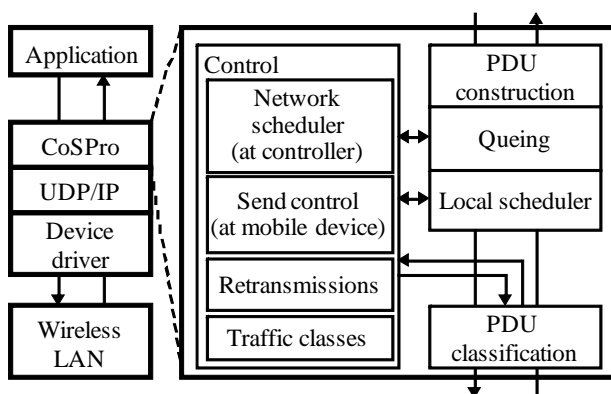 Application
CoSPro
UDP/IP
Device
driver
Wireless
LAN
Control
Network
scheduler
(at controller)
Send control
(at mobile device)
Retransmissions
Traffic classes
PDU
construction
Queing
Local scheduler
PDU
classification